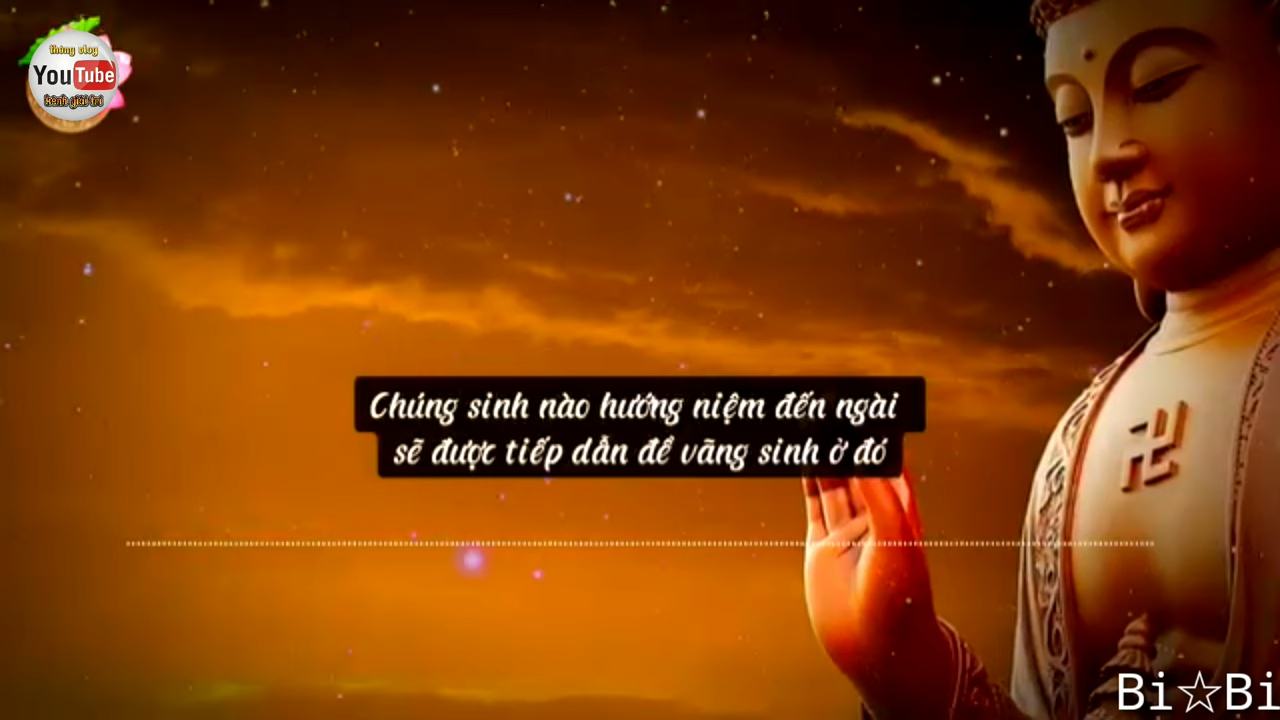 thông vlog
YouTube
kênh giải trí
Chúng sinh nào hướng niệm đến ngài
sẽ được tiếp dẫn để vãng sinh ở đó
Bi☆Bi